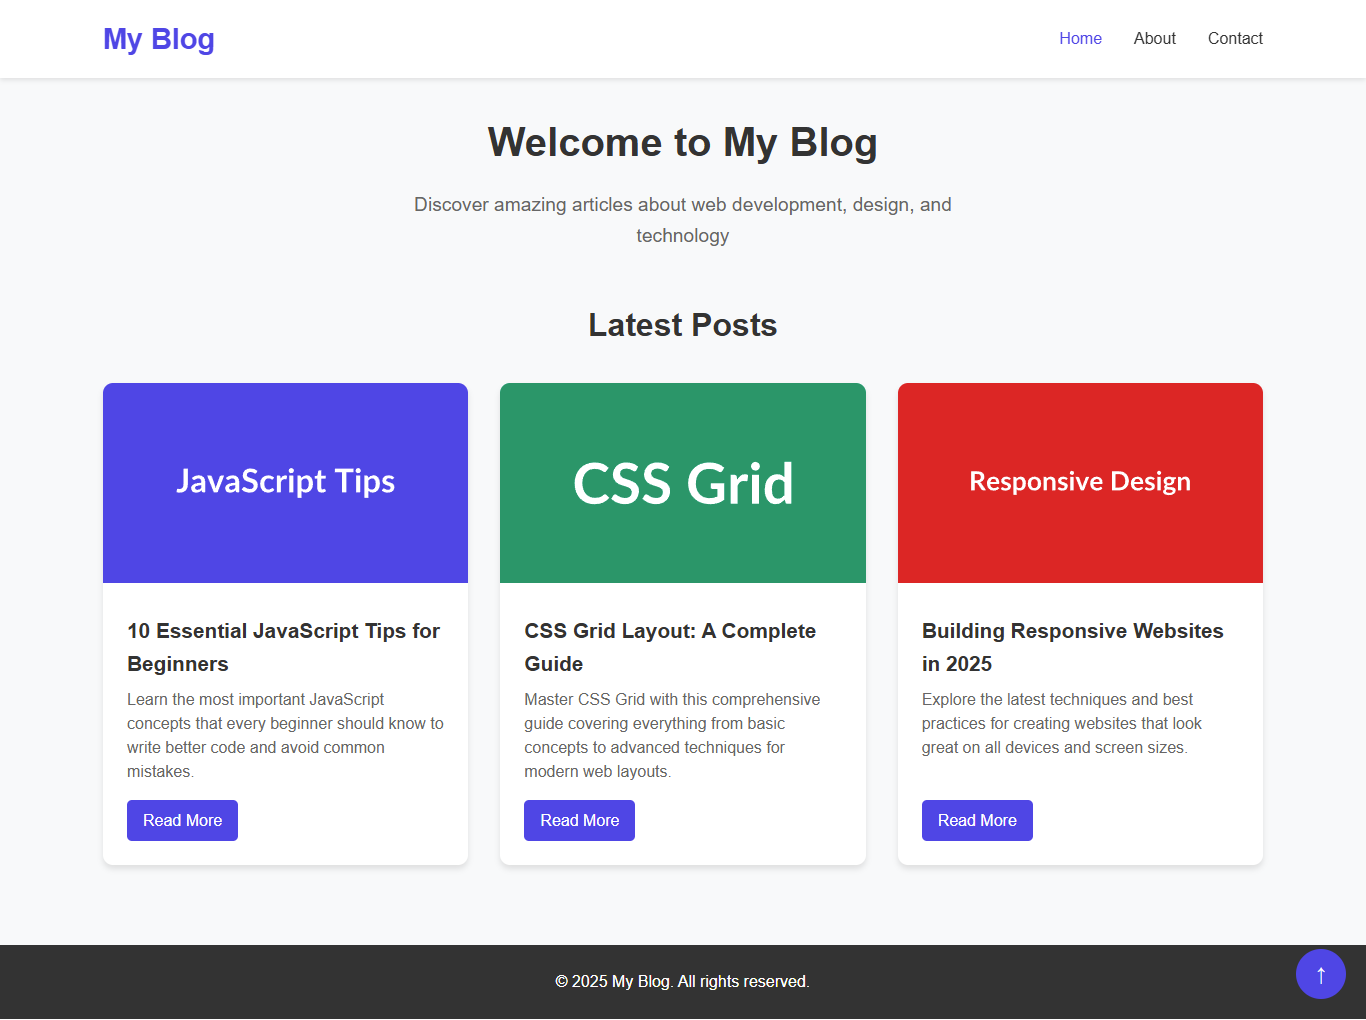 My Blog
Home About Contact
Welcome to My Blog
Discover amazing articles about web development, design, and
technology
Latest Posts
JavaScript Tips
CSS Grid
Responsive Design
10 Essential JavaScript Tips for
Beginners
Learn the most important JavaScript
concepts that every beginner should know to
write better code and avoid common
mistakes.
Read More
CSS Grid Layout: A Complete
Guide
Master CSS Grid with this comprehensive
guide covering everything from basic
concepts to advanced techniques for
modern web layouts.
Read More
Building Responsive Websites
in 2025
Explore the latest techniques and best
practices for creating websites that look
great on all devices and screen sizes.
Read More
© 2025 My Blog. All rights reserved.
↑